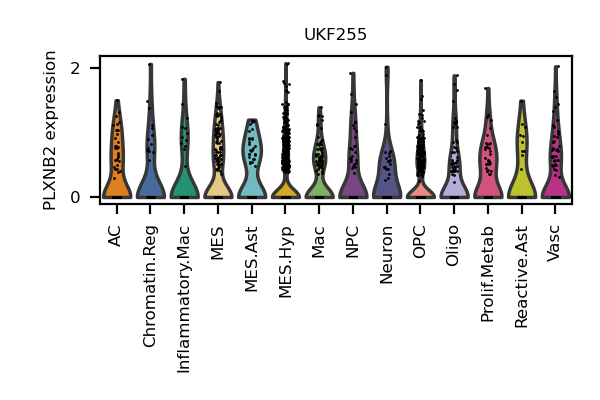 UKF255
PLXNB2 expression
2
0
AC
Chromatin.Reg
Inflammatory.Mac
MES
MES.Ast
MES.Hyp
Mac
NPC
Neuron
OPC
Oligo
Prolif.Metab
Reactive.Ast
Vasc